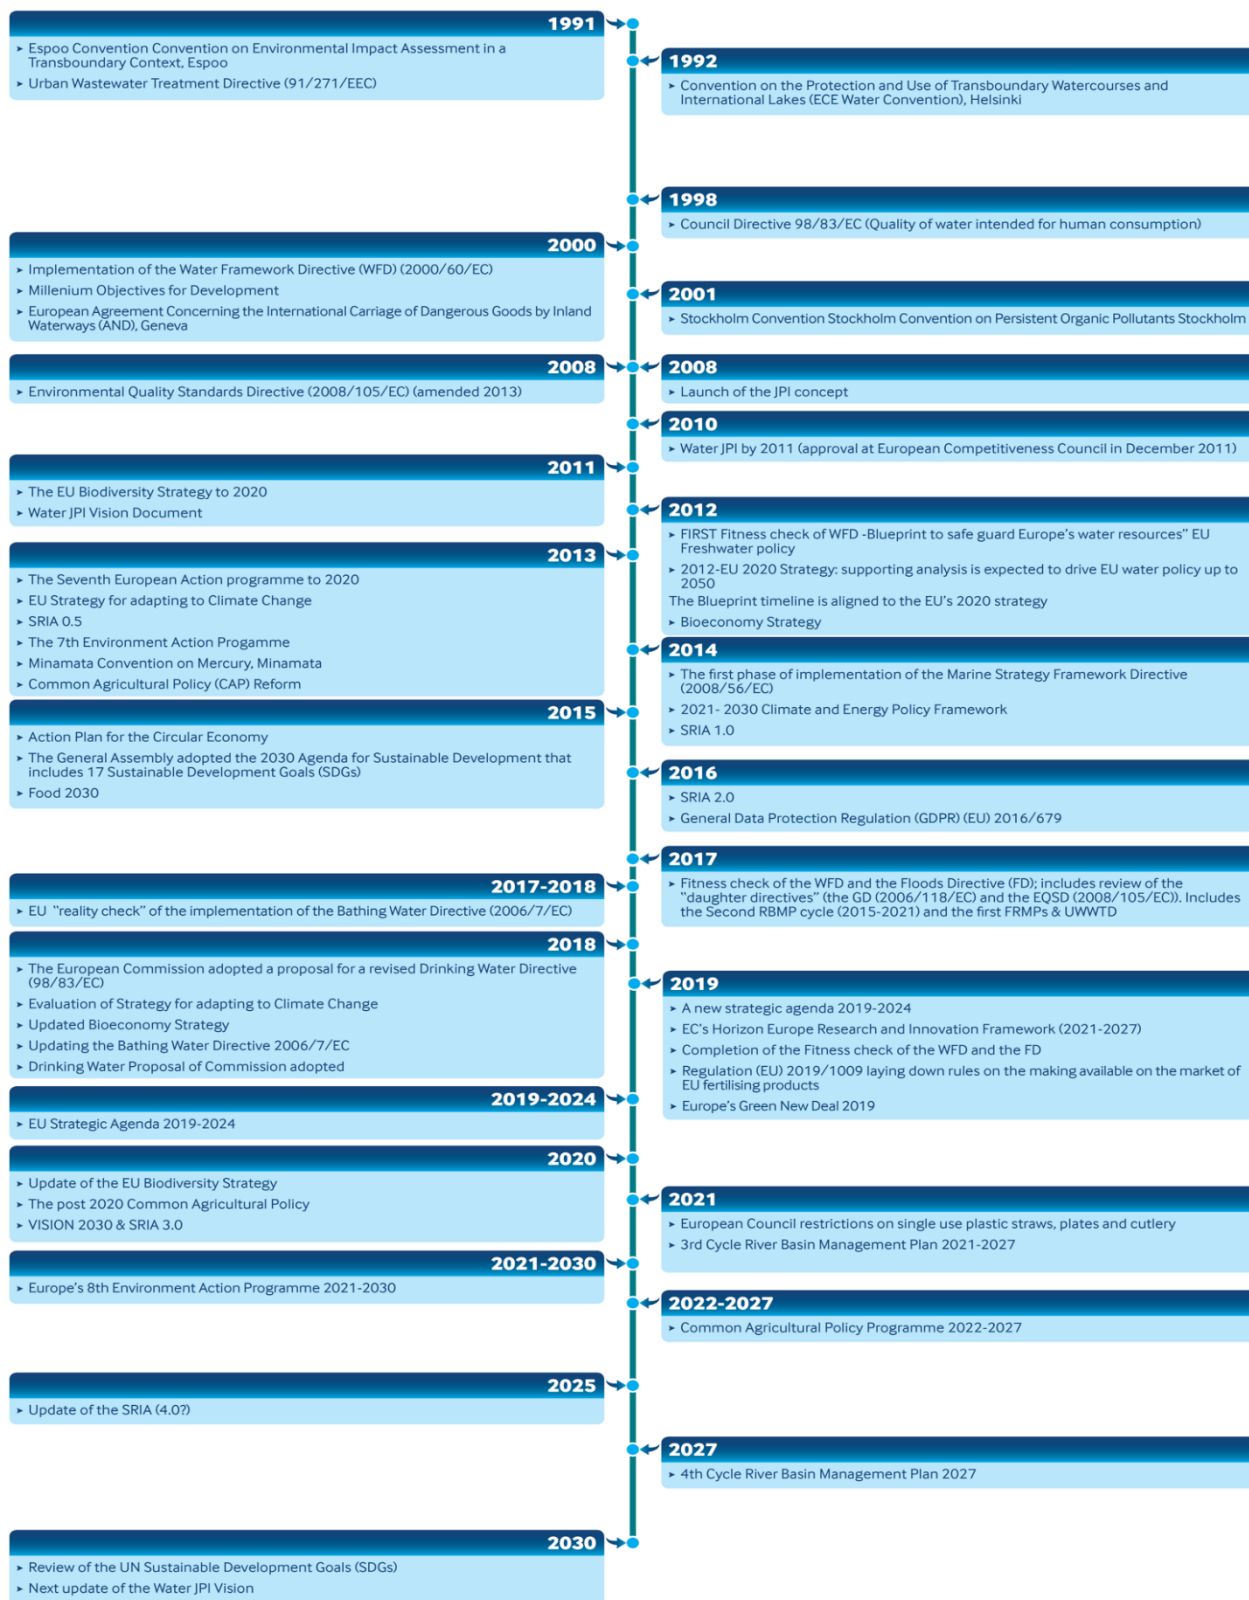 1991
➤ Espoo Convention Convention on Environmental Impact Assessment in a
Transboundary Context, Espoo
➤ Urban Wastewater Treatment Directive (91/271/EEC)
1992
➤ Convention on the Protection and Use of Transboundary Watercourses and
International Lakes (ECE Water Convention), Helsinki
1998
➤ Council Directive 98/83/EC (Quality of water intended for human consumption)
2000
➤ Implementation of the Water Framework Directive (WFD) (2000/60/EC)
➤ Millenium Objectives for Development
➤ European Agreement Concerning the International Carriage of Dangerous Goods by Inland
Waterways (AND), Geneva
2001
➤ Stockholm Convention Stockholm Convention on Persistent Organic Pollutants Stockholm
2008
➤ Environmental Quality Standards Directive (2008/105/EC) (amended 2013)
2008
➤ Launch of the JPI concept
2010
➤ Water JPI by 2011 (approval at European Competitiveness Council in December 2011)
2011
➤ The EU Biodiversity Strategy to 2020
➤ Water JPI Vision Document
2012
➤ FIRST Fitness check of WFD -Blueprint to safe guard Europe's water resources" EU
Freshwater policy
➤ 2012-EU 2020 Strategy: supporting analysis is expected to drive EU water policy up to
2050
The Blueprint timeline is aligned to the EU's 2020 strategy
➤ Bioeconomy Strategy
2013
➤ The Seventh European Action programme to 2020
➤ EU Strategy for adapting to Climate Change
➤ SRIA 0.5
➤ The 7th Environment Action Progamme
➤ Minamata Convention on Mercury, Minamata
➤ Common Agricultural Policy (CAP) Reform
2014
➤ The first phase of implementation of the Marine Strategy Framework Directive
(2008/56/EC)
➤ 2021- 2030 Climate and Energy Policy Framework
➤ SRIA 1.0
2015
➤ Action Plan for the Circular Economy
➤ The General Assembly adopted the 2030 Agenda for Sustainable Development that
includes 17 Sustainable Development Goals (SDGs)
➤ Food 2030
2016
➤ SRIA 2.0
➤ General Data Protection Regulation (GDPR) (EU) 2016/679
2017
➤ Fitness check of the WFD and the Floods Directive (FD); includes review of the
"daughter directives" (the GD (2006/118/EC) and the EQSD (2008/105/EC)). Includes
the Second RBMP cycle (2015-2021) and the first FRMPs & UWWTD
2017-2018
➤ EU "reality check" of the implementation of the Bathing Water Directive (2006/7/EC)
2018
➤ The European Commission adopted a proposal for a revised Drinking Water Directive
(98/83/EC)
➤ Evaluation of Strategy for adapting to Climate Change
➤ Updated Bioeconomy Strategy
➤ Updating the Bathing Water Directive 2006/7/EC
➤ Drinking Water Proposal of Commission adopted
2019
➤ A new strategic agenda 2019-2024
➤ EC's Horizon Europe Research and Innovation Framework (2021-2027)
➤ Completion of the Fitness check of the WFD and the FD
➤ Regulation (EU) 2019/1009 laying down rules on the making available on the market of
EU fertilising products
➤ Europe's Green New Deal 2019
2019-2024
➤ EU Strategic Agenda 2019-2024
2020
➤ Update of the EU Biodiversity Strategy
➤ The post 2020 Common Agricultural Policy
➤ VISION 2030 & SRIA 3.0
2021
➤ European Council restrictions on single use plastic straws, plates and cutlery
➤ 3rd Cycle River Basin Management Plan 2021-2027
2021-2030
➤ Europe's 8th Environment Action Programme 2021-2030
2022-2027
➤ Common Agricultural Policy Programme 2022-2027
2025
➤ Update of the SRIA (4.0?)
2027
➤ 4th Cycle River Basin Management Plan 2027
2030
➤ Review of the UN Sustainable Development Goals (SDGs)
➤ Next update of the Water JPI Vision